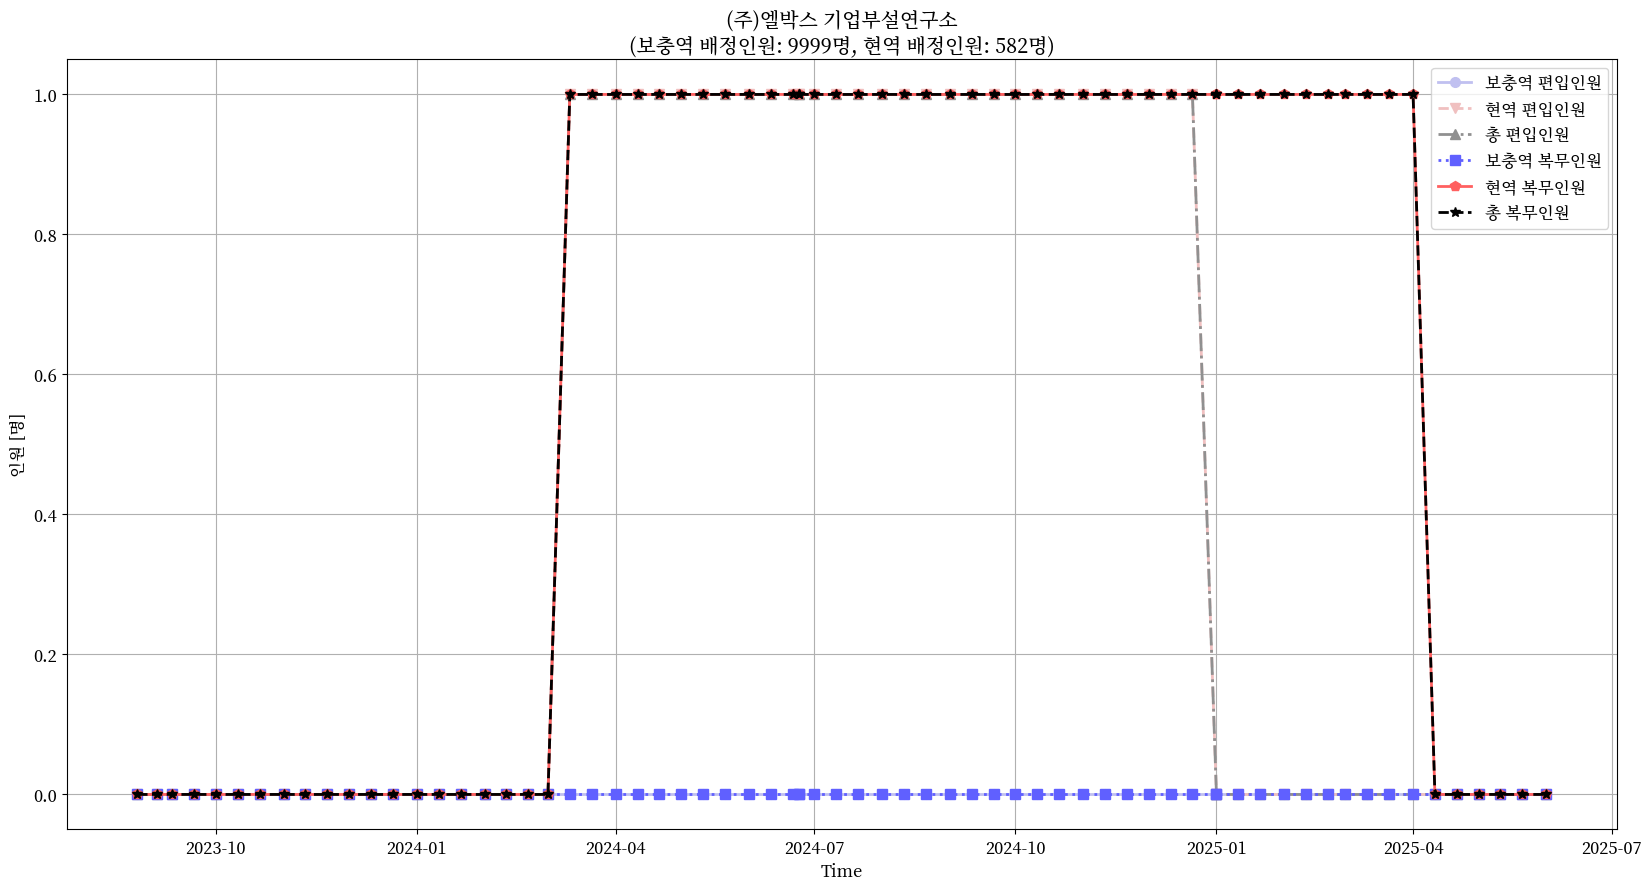 (주)엘박스 기업부설연구소
(보충역 배정인원: 9999명, 현역 배정인원: 582명)
보충역 편입인원
현역 편입인원
총 편입인원
보충역 복무인원
현역 복무인원
총 복무인원
인원 [명]
1.0
0.8
0.6
0.4
0.2
0.0
2023-10
2024-01
2024-04
2024-07
2024-10
2025-01
2025-04
2025-07
Time